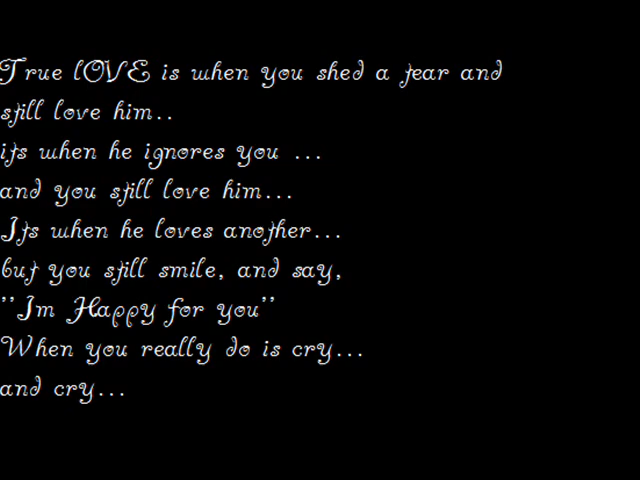 True lOVE is when you shed a tear and
still love him..
its when he ignores you ...
and you still love him...
Its when he loves another...
but you still smile, and say,
"Im Happy for you"
When you really do is cry...
and cry...